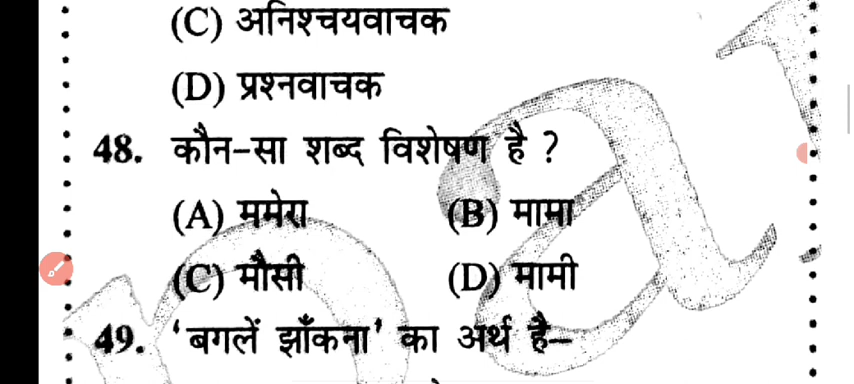 (C) अनिश्चयवाचक
(D) प्रश्नवाचक
48. कौन-सा शब्द विशेषण है ?
(A) ममेरा (B) मामा
(C) मौसी (D) मामी
49. 'बगलें झाँकना' का अर्थ है–